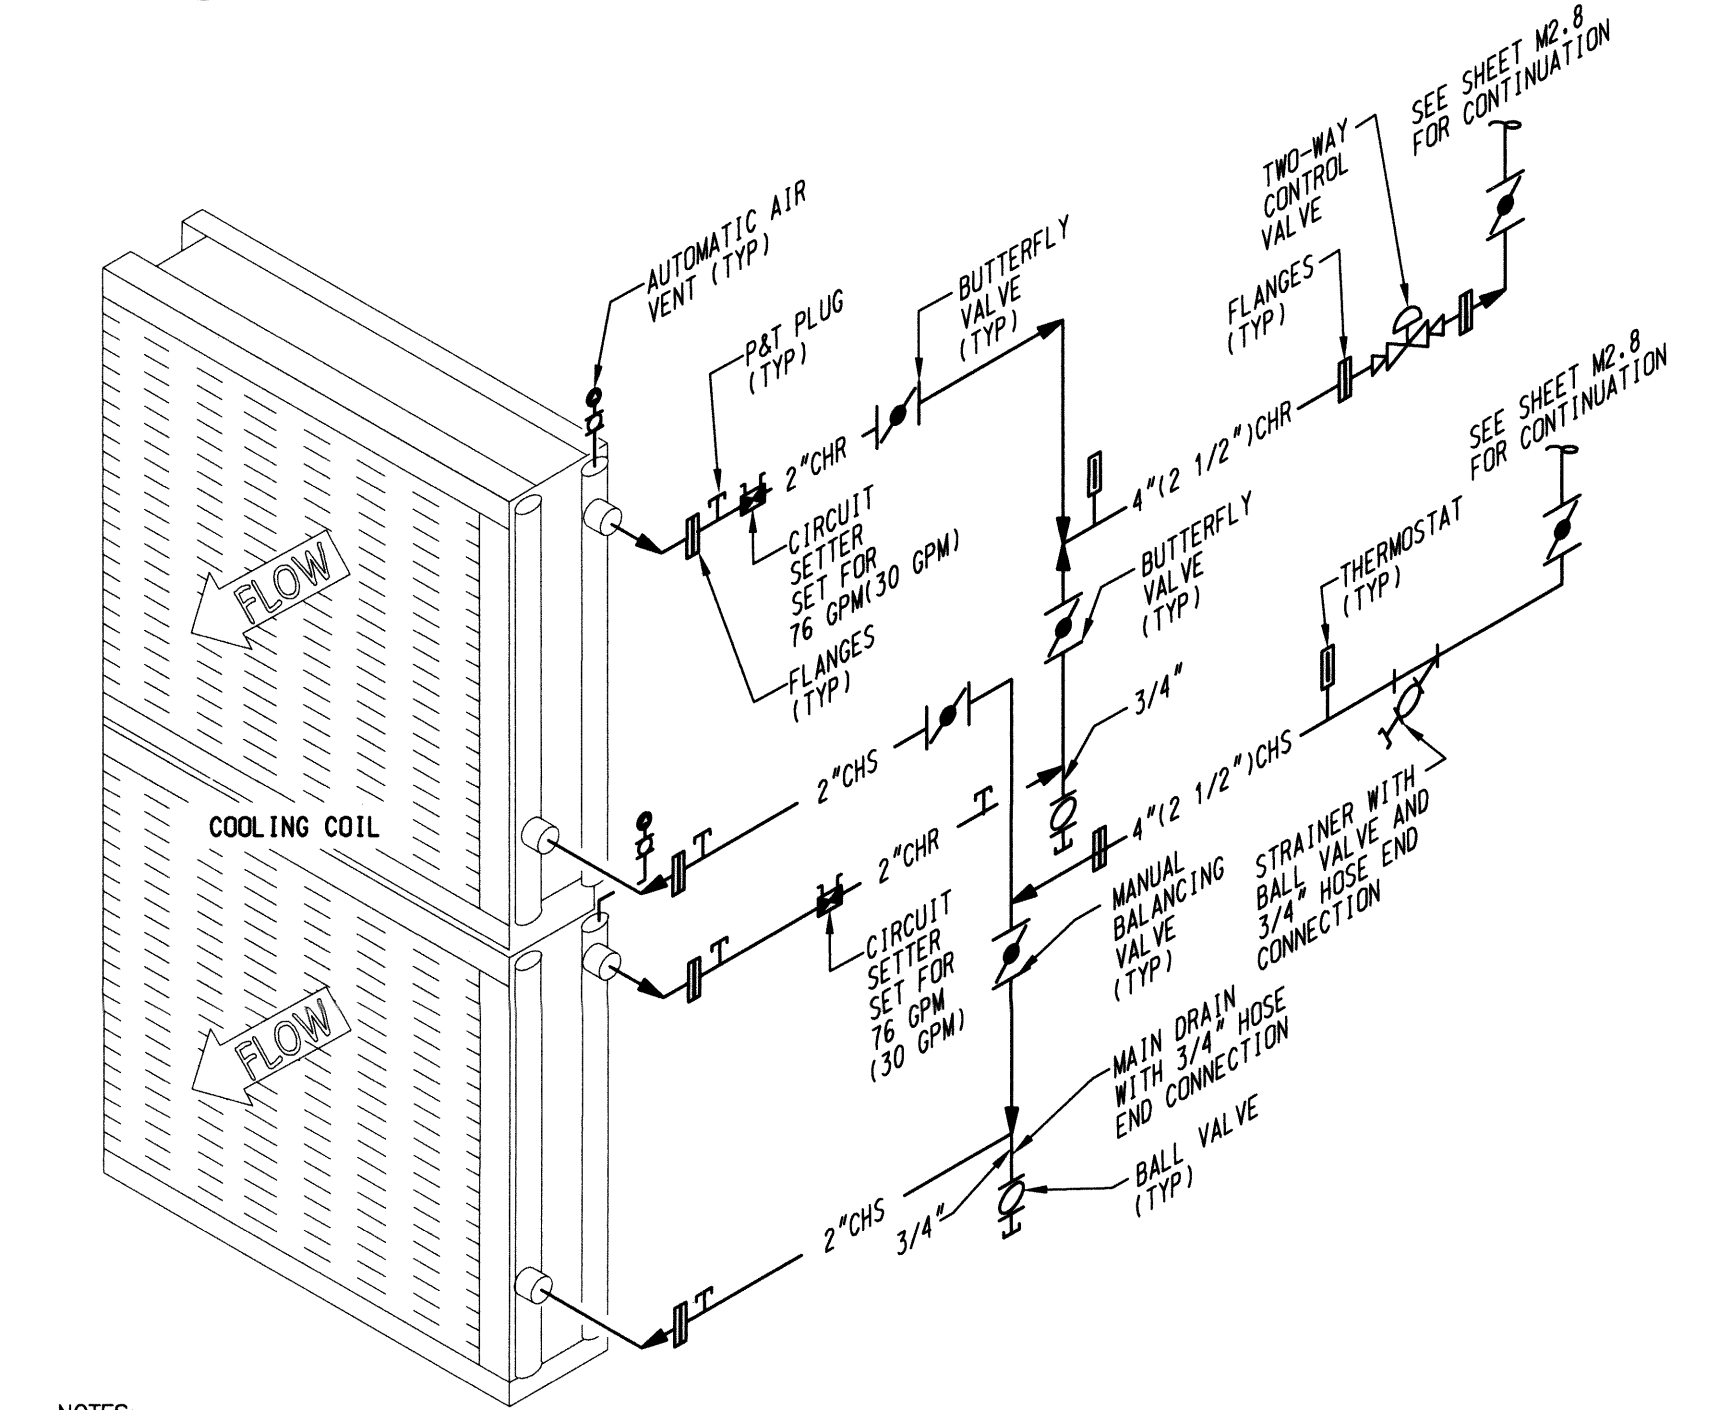 SEE SHEET M2.8
FOR CONTINUATION
TWO-WAY
CONTROL
VALVE
FLANGES
(TYP)
AUTOMATIC AIR
VENT (TYP)
BUTTERFLY
VALVE
(TYP)
P&T PLUG
(TYP)
2"CHR
4"(2 1/2")CHR
SEE SHEET M2.8
FOR CONTINUATION
CIRCUIT
SETTER
SET FOR
76 GPM(30 GPM)
FLANGES
(TYP)
BUTTERFLY
VALVE
(TYP)
THERMOSTAT
(TYP)
FLOW
3/4"
2"CHS
4"(2 1/2")CHS
COOLING COIL
2"CHR
STRAINER WITH
BALL VALVE AND
3/4" HOSE END
CONNECTION
MANUAL
BALANCING
VALVE
(TYP)
CIRCUIT
SETTER
SET FOR
76 GPM
(30 GPM)
FLOW
MAIN DRAIN
WITH 3/4" HOSE
END CONNECTION
BALL VALVE
(TYP)
2"CHS
3/4"
NOTES: